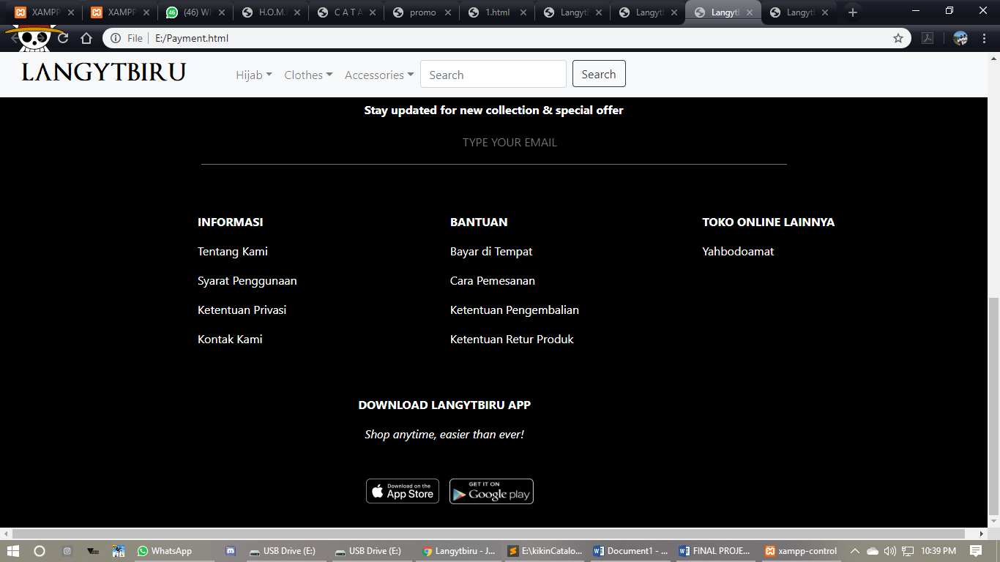 XAMPP XAMPP (46) Wh H.O.M. C A T A promo 1.html Langyt Langyt Langytl Langytl
File E:/Payment.html
LANGYTBIRU Hijab Clothes Accessories Search Search
Stay updated for new collection & special offer
TYPE YOUR EMAIL
INFORMASI BANTUAN TOKO ONLINE LAINNYA
Tentang Kami Bayar di Tempat Yahbodoamat
Syarat Penggunaan Cara Pemesanan
Ketentuan Privasi Ketentuan Pengembalian
Kontak Kami Ketentuan Retur Produk
DOWNLOAD LANGYTBIRU APP
Shop anytime, easier than ever!
Download on the GET IT ON
App Store Google play
WhatsApp USB Drive (E:) USB Drive (E:) Langytbiru - J... E:\kikinCatalo... Document1 - ... FINAL PROJE... xampp-control 10:39 PM